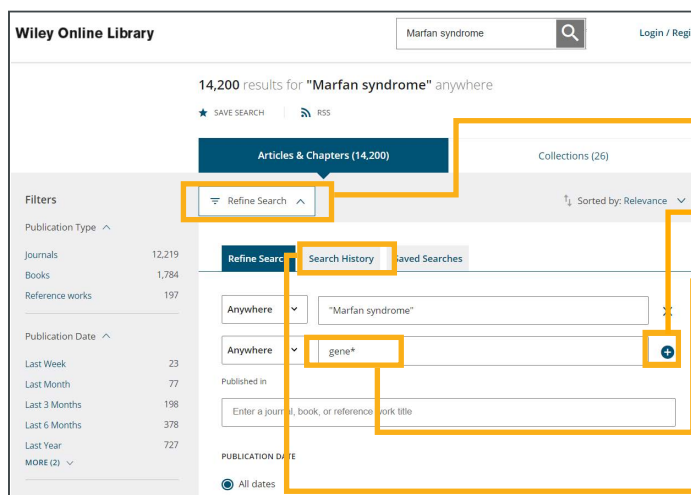 Wiley Online Library
Marfan syndrome
Login / Regi
14,200 results for "Marfan syndrome" anywhere
SAVE SEARCH
RSS
Articles & Chapters (14,200)
Collections (26)
Filters
Refine Search
Sorted by: Relevance
Publication Type
Journals 12,219
Books 1,784
Reference works 197
Publication Date
Last Week 23
Last Month 77
Last 3 Months 198
Last 6 Months 378
Last Year 727
MORE (2)
Refine Search
Search History
Saved Searches
Anywhere
"Marfan syndrome"
Anywhere
gene*
Published in
Enter a journal, book, or reference work title
PUBLICATION DATE
All dates